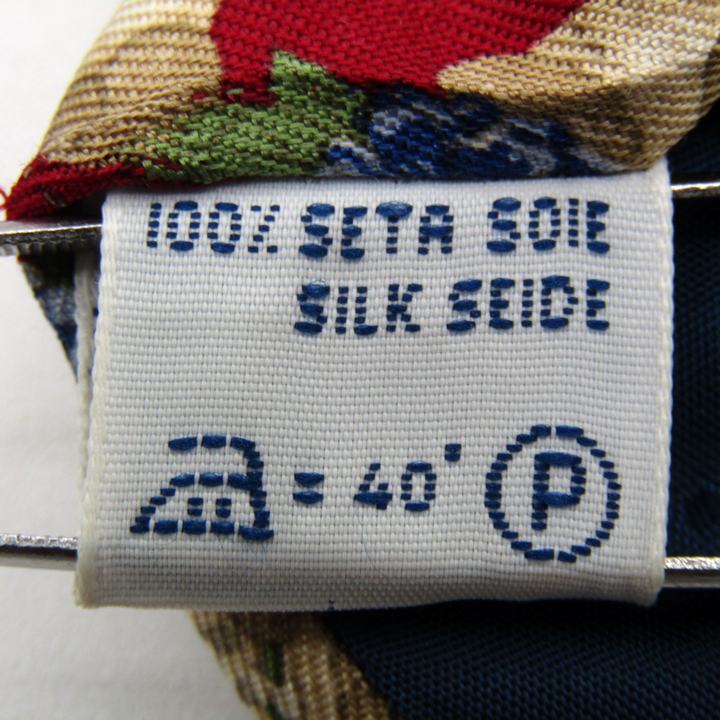 100% SETA SOIE
SILK SEIDE
= 40° P